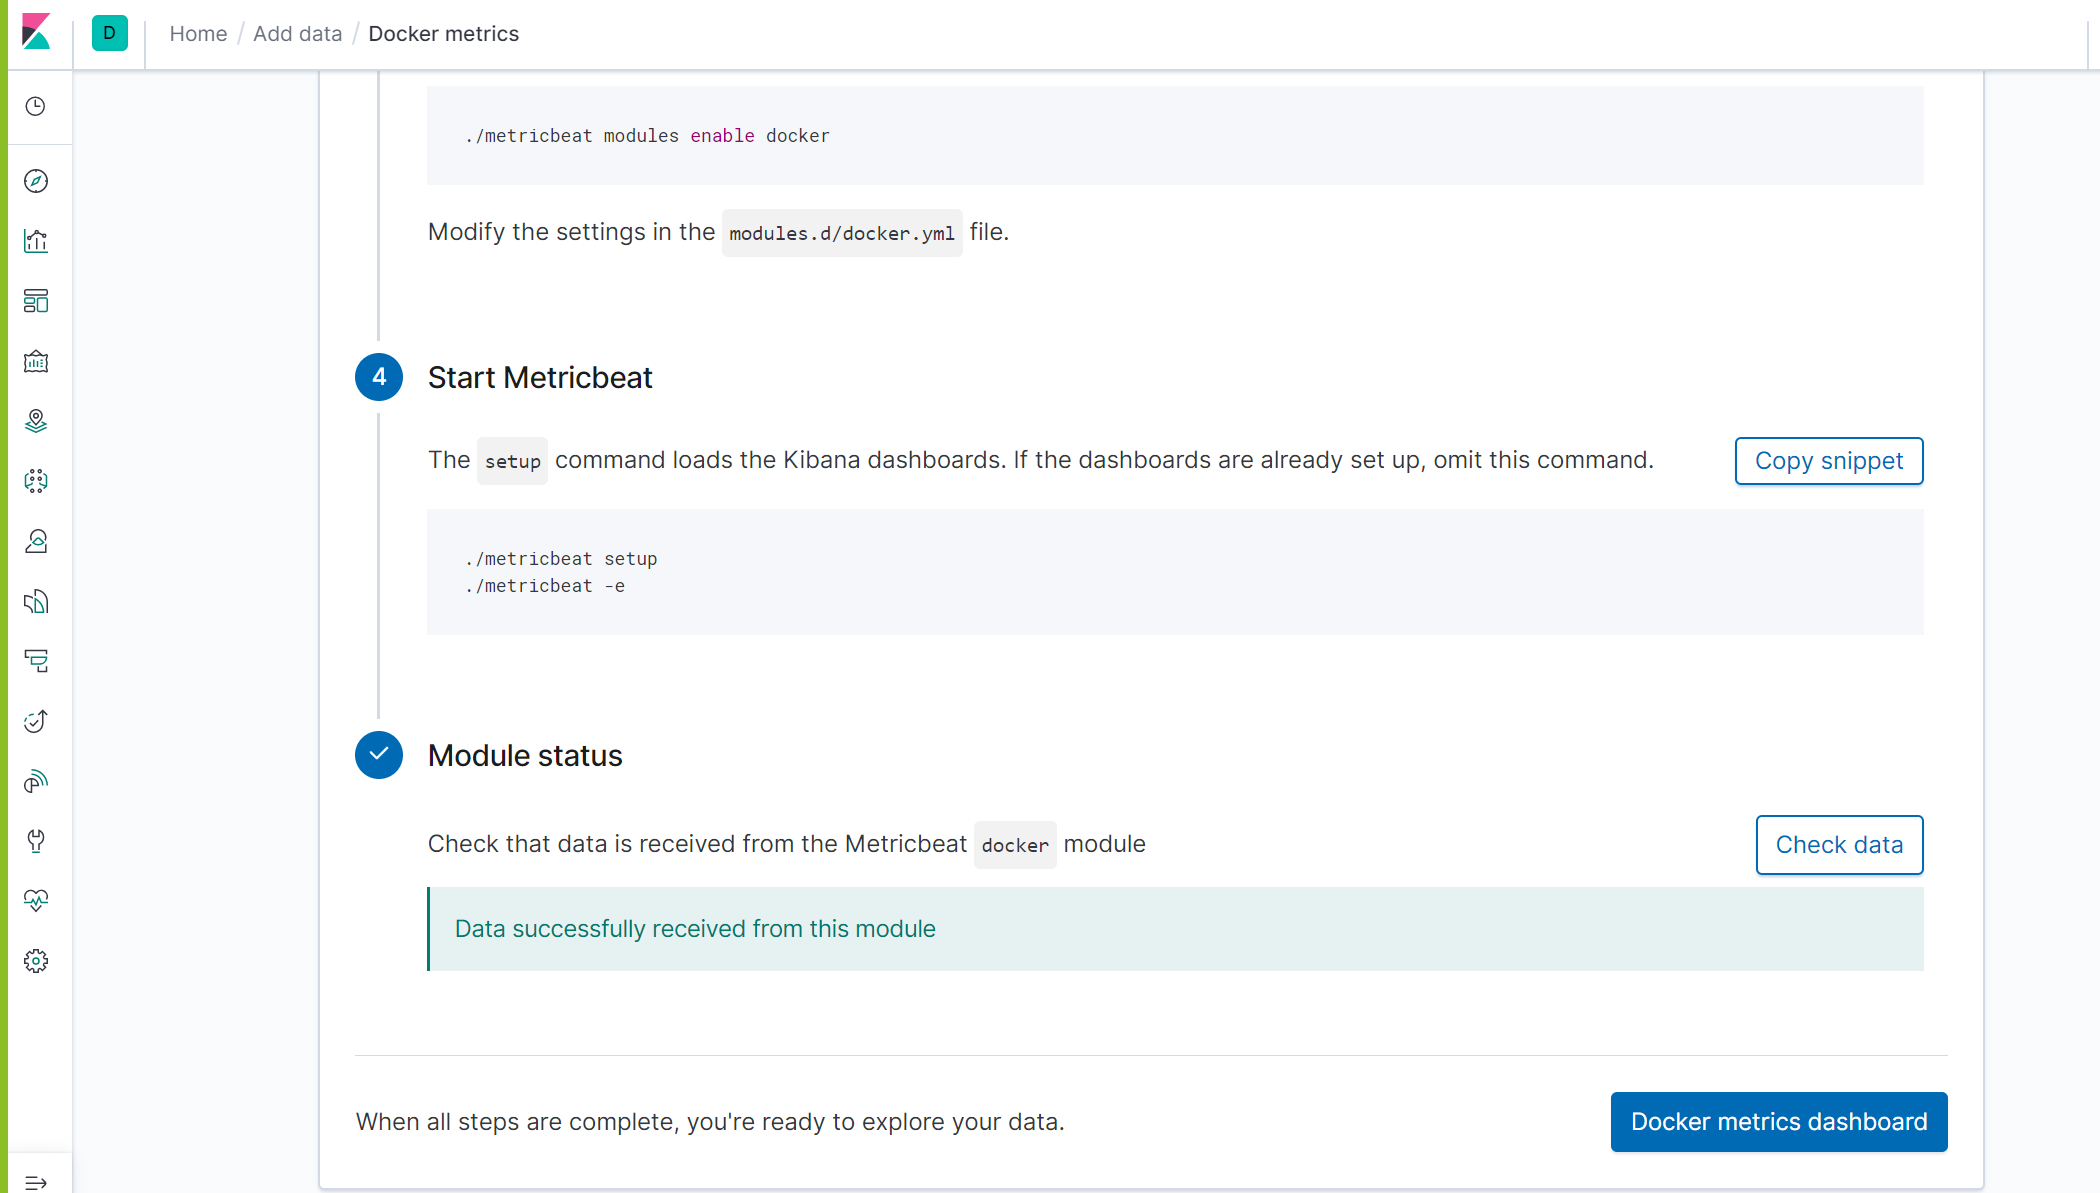 D
Home / Add data / Docker metrics
./metricbeat modules enable docker
Modify the settings in the modules.d/docker.yml file.
4 Start Metricbeat
The setup command loads the Kibana dashboards. If the dashboards are already set up, omit this command.
Copy snippet
./metricbeat setup
./metricbeat -e
Module status
Check that data is received from the Metricbeat docker module
Check data
Data successfully received from this module
When all steps are complete, you're ready to explore your data.
Docker metrics dashboard